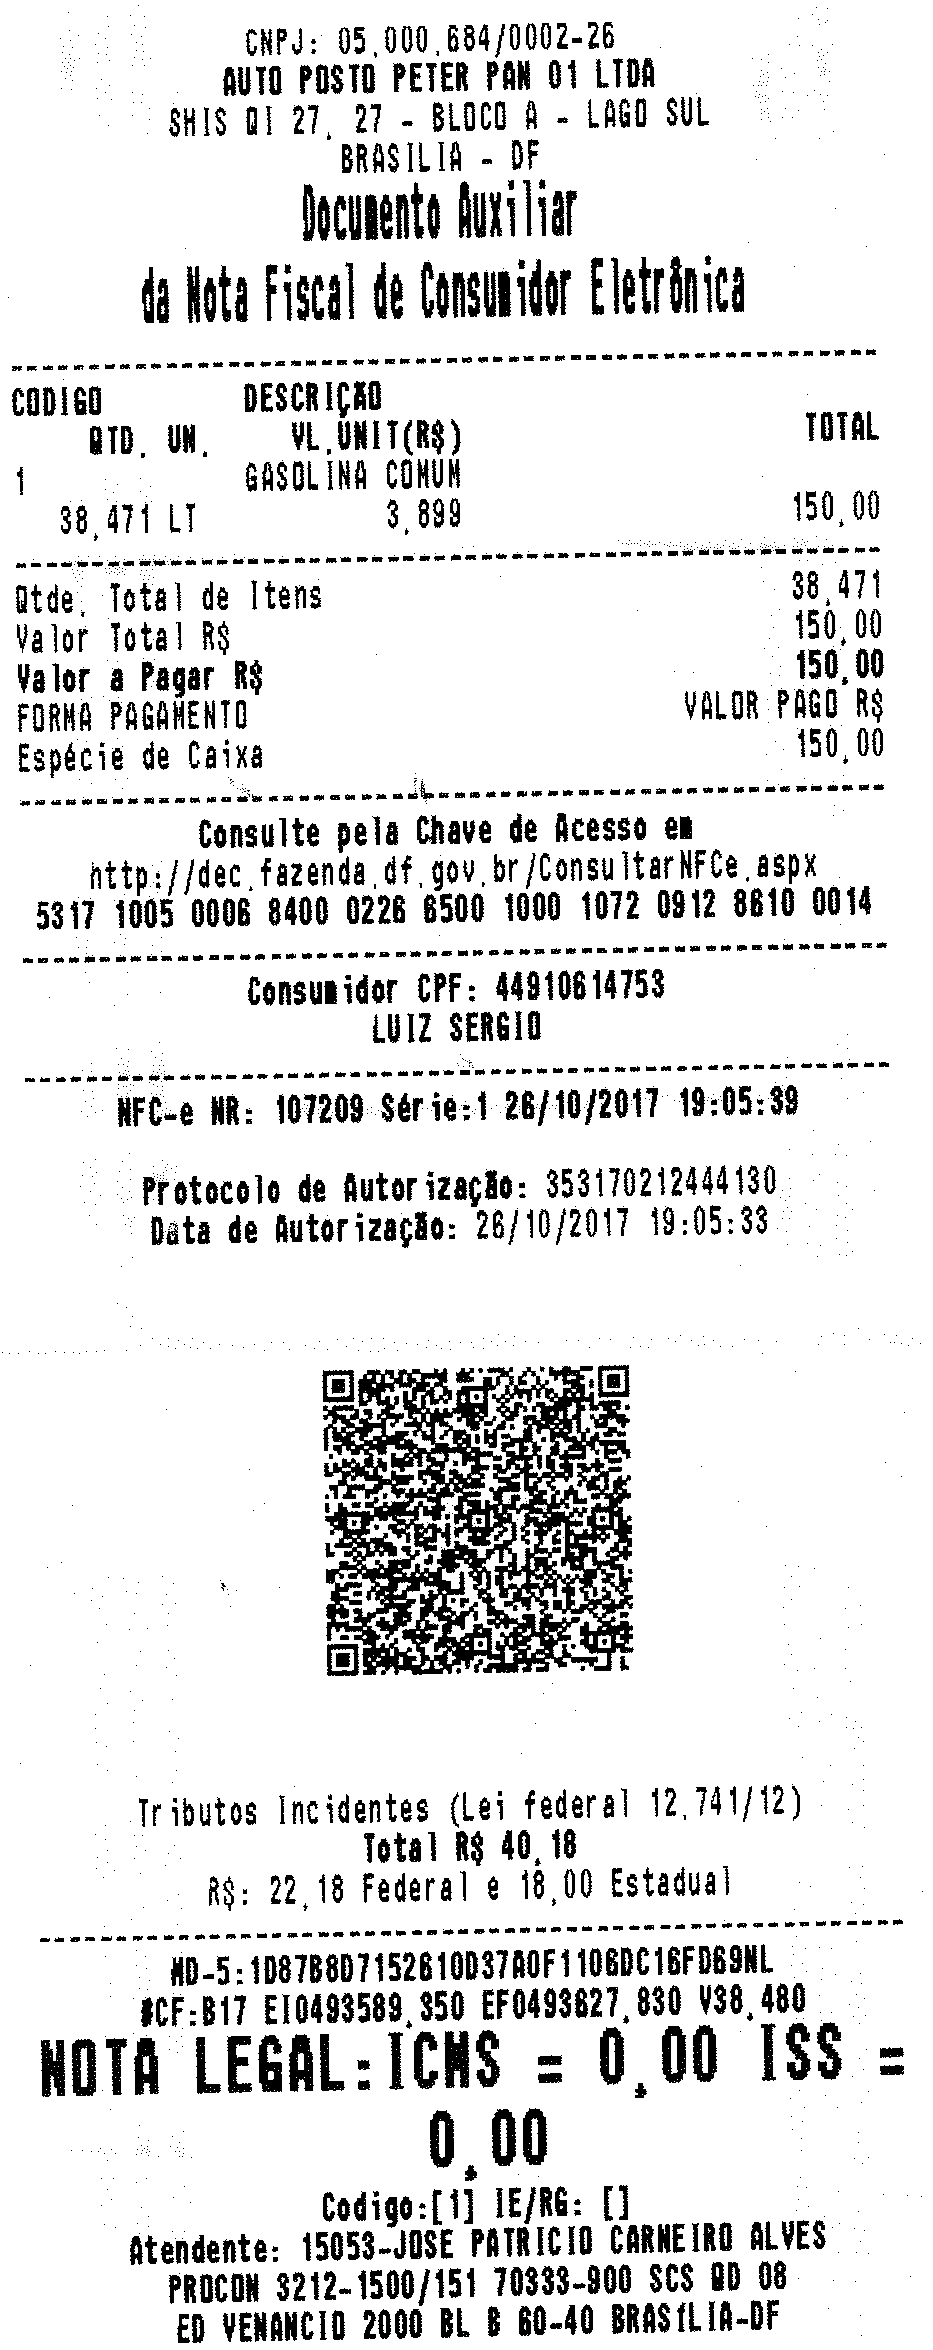 CNPJ: 05.000.684/0002-26
AUTO POSTO PETER PAN 01 LTDA
SHIS QI 27, 27 - BLOCO A - LAGO SUL
BRASILIA - DF
Documento Auxiliar
da Nota Fiscal de Consumidor Eletrônica
CODIGO DESCRIÇÃO
QTD. UN. VL.UNIT(R$) TOTAL
1 GASOLINA COMUM
38,471 LT 3,899 150,00
Qtde. Total de Itens 38,471
Valor Total R$ 150,00
Valor a Pagar R$ 150,00
FORMA PAGAMENTO VALOR PAGO R$
Espécie de Caixa 150,00
Consulte pela Chave de Acesso em
http://dec.fazenda.df.gov.br/ConsultarNFCe.aspx
5317 1005 0006 8400 0226 6500 1000 1072 0912 8610 0014
Consumidor CPF: 44910614753
LUIZ SERGIO
NFC-e NR: 107209 Série:1 26/10/2017 19:05:39
Protocolo de Autorização: 353170212444130
Data de Autorização: 26/10/2017 19:05:33
Tributos Incidentes (Lei federal 12.741/12)
Total R$ 40,18
R$: 22,18 Federal e 18,00 Estadual
MD-5:1D87B8D7152610D37A0F1106DC16FD69NL
#CF:B17 EI0493589,350 EF0493627,830 V38,480
NOTA LEGAL:ICMS = 0,00 ISS =
0,00
Codigo:[1] IE/RG: []
Atendente: 15053-JOSE PATRICIO CARNEIRO ALVES
PROCON 3212-1500/151 70333-900 SCS QD 08
ED VENANCIO 2000 BL B 60-40 BRASÍLIA-DF